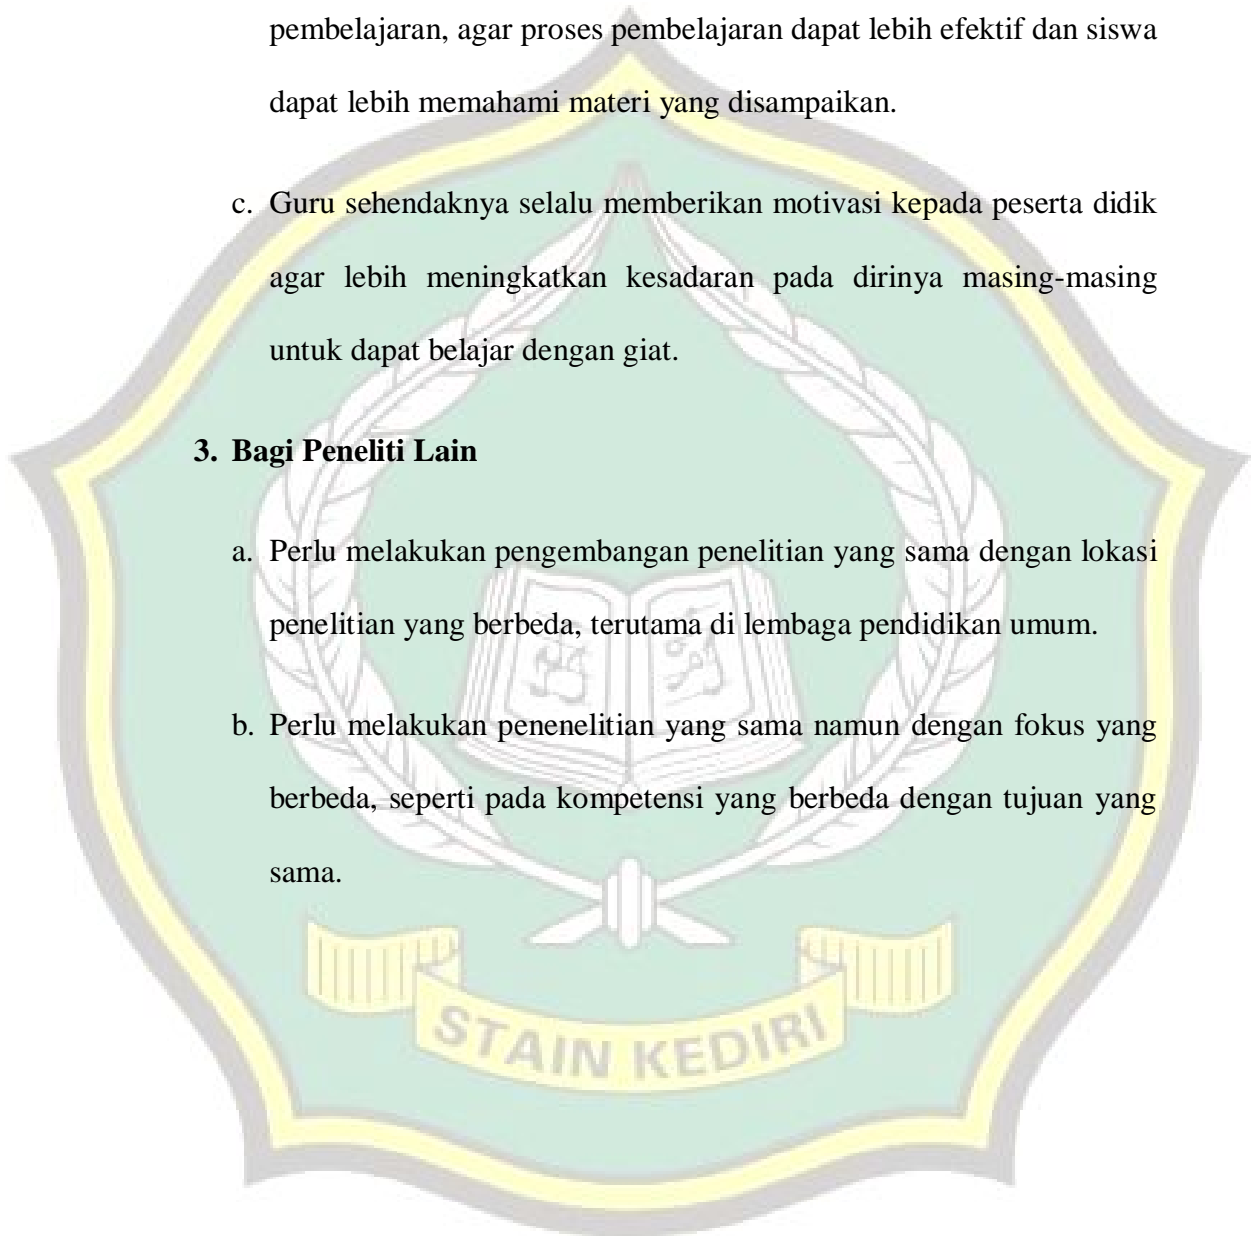 pembelajaran, agar proses pembelajaran dapat lebih efektif dan siswa
dapat lebih memahami materi yang disampaikan.
c. Guru sehendaknya selalu memberikan motivasi kepada peserta didik
agar lebih meningkatkan kesadaran pada dirinya masing-masing
untuk dapat belajar dengan giat.
3. Bagi Peneliti Lain
a. Perlu melakukan pengembangan penelitian yang sama dengan lokasi
penelitian yang berbeda, terutama di lembaga pendidikan umum.
b. Perlu melakukan penenelitian yang sama namun dengan fokus yang
berbeda, seperti pada kompetensi yang berbeda dengan tujuan yang
sama.
STAIN KEDIRI